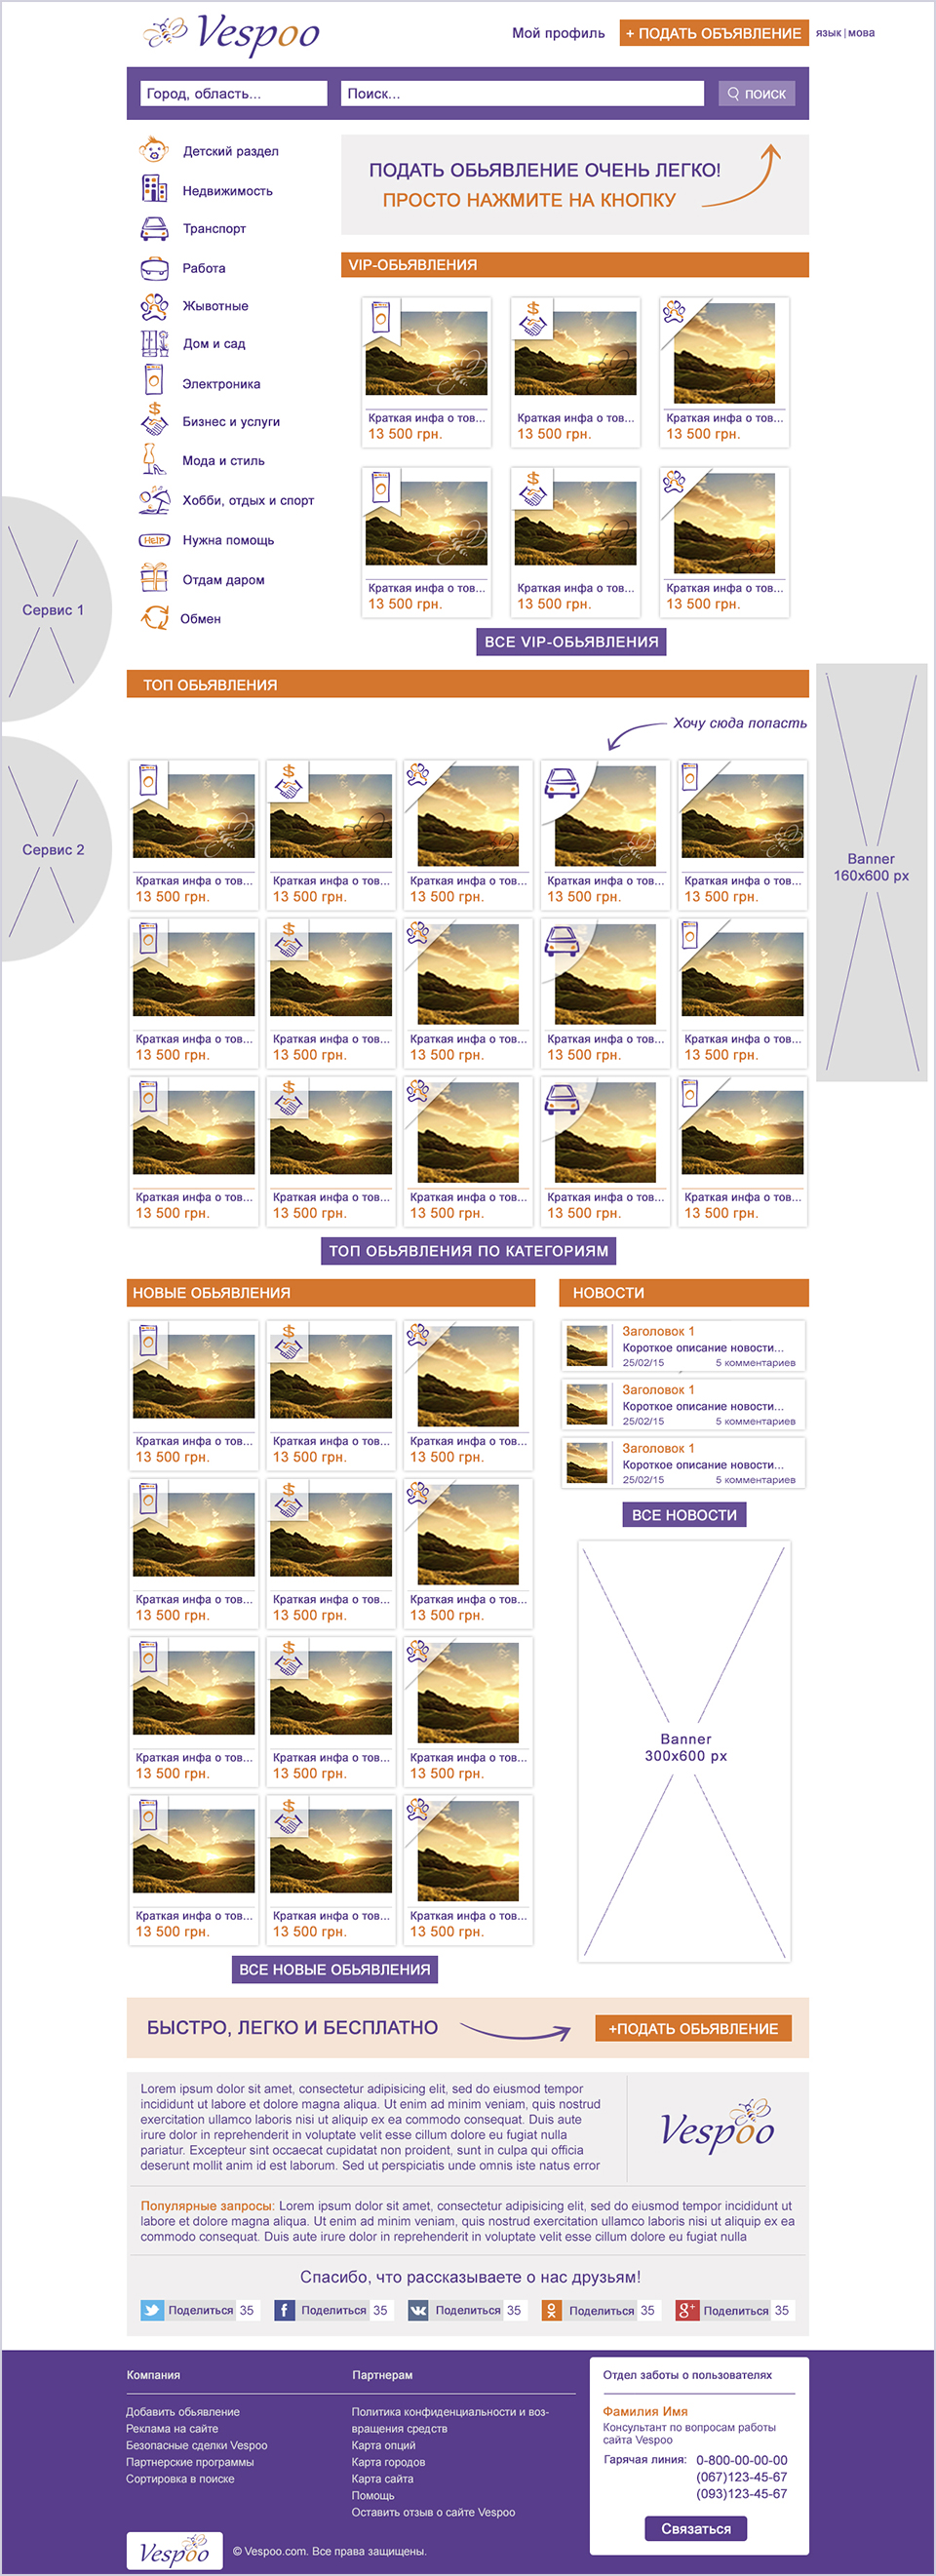 Vespoo
Мой профиль
+ ПОДАТЬ ОБЪЯВЛЕНИЕ
язык | мова
Город, область...
Поиск...
ПОИСК
Детский раздел
Недвижимость
Транспорт
Работа
Жывотные
Дом и сад
Электроника
Бизнес и услуги
Мода и стиль
Хобби, отдых и спорт
HELP
Нужна помощь
Отдам даром
Обмен
ПОДАТЬ ОБЬЯВЛЕНИЕ ОЧЕНЬ ЛЕГКО!
ПРОСТО НАЖМИТЕ НА КНОПКУ
VIP-ОБЬЯВЛЕНИЯ
Краткая инфа о тов... Краткая инфа о тов... Краткая инфа о тов...
13 500 грн. 13 500 грн. 13 500 грн.
Краткая инфа о тов... Краткая инфа о тов... Краткая инфа о тов...
13 500 грн. 13 500 грн. 13 500 грн.
ВСЕ VIP-ОБЬЯВЛЕНИЯ
Сервис 1
Сервис 2
ТОП ОБЬЯВЛЕНИЯ
Хочу сюда попасть
Краткая инфа о тов... Краткая инфа о тов... Краткая инфа о тов... Краткая инфа о тов... Краткая инфа о тов...
13 500 грн. 13 500 грн. 13 500 грн. 13 500 грн. 13 500 грн.
Краткая инфа о тов... Краткая инфа о тов... Краткая инфа о тов... Краткая инфа о тов... Краткая инфа о тов...
13 500 грн. 13 500 грн. 13 500 грн. 13 500 грн. 13 500 грн.
Краткая инфа о тов... Краткая инфа о тов... Краткая инфа о тов... Краткая инфа о тов... Краткая инфа о тов...
13 500 грн. 13 500 грн. 13 500 грн. 13 500 грн. 13 500 грн.
Banner
160x600 px
ТОП ОБЬЯВЛЕНИЯ ПО КАТЕГОРИЯМ
НОВЫЕ ОБЬЯВЛЕНИЯ
Краткая инфа о тов... Краткая инфа о тов... Краткая инфа о тов...
13 500 грн. 13 500 грн. 13 500 грн.
Краткая инфа о тов... Краткая инфа о тов... Краткая инфа о тов...
13 500 грн. 13 500 грн. 13 500 грн.
Краткая инфа о тов... Краткая инфа о тов... Краткая инфа о тов...
13 500 грн. 13 500 грн. 13 500 грн.
Краткая инфа о тов... Краткая инфа о тов... Краткая инфа о тов...
13 500 грн. 13 500 грн. 13 500 грн.
ВСЕ НОВЫЕ ОБЬЯВЛЕНИЯ
НОВОСТИ
Заголовок 1
Короткое описание новости...
25/02/15 5 комментариев
Заголовок 1
Короткое описание новости...
25/02/15 5 комментариев
Заголовок 1
Короткое описание новости...
25/02/15 5 комментариев
ВСЕ НОВОСТИ
Banner
300x600 px
БЫСТРО, ЛЕГКО И БЕСПЛАТНО
+ПОДАТЬ ОБЬЯВЛЕНИЕ
Lorem ipsum dolor sit amet, consectetur adipisicing elit, sed do eiusmod tempor
incididunt ut labore et dolore magna aliqua. Ut enim ad minim veniam, quis nostrud
exercitation ullamco laboris nisi ut aliquip ex ea commodo consequat. Duis aute
irure dolor in reprehenderit in voluptate velit esse cillum dolore eu fugiat nulla
pariatur. Excepteur sint occaecat cupidatat non proident, sunt in culpa qui officia
deserunt mollit anim id est laborum. Sed ut perspiciatis unde omnis iste natus error
Vespoo
Популярные запросы: Lorem ipsum dolor sit amet, consectetur adipisicing elit, sed do eiusmod tempor incididunt ut
labore et dolore magna aliqua. Ut enim ad minim veniam, quis nostrud exercitation ullamco laboris nisi ut aliquip ex ea
commodo consequat. Duis aute irure dolor in reprehenderit in voluptate velit esse cillum dolore eu fugiat nulla
Спасибо, что рассказываете о нас друзьям!
Поделиться 35 f Поделиться 35 Поделиться 35 Поделиться 35 g+ Поделиться 35
Компания
Добавить обьявление
Реклама на сайте
Безопасные сделки Vespoo
Партнерские программы
Сортировка в поиске
Партнерам
Политика конфиденциальности и воз-
вращения средств
Карта опций
Карта городов
Карта сайта
Помощь
Оставить отзыв о сайте Vespoo
Отдел заботы о пользователях
Фамилия Имя
Консультант по вопросам работы
сайта Vespoo
Гарячая линия: 0-800-00-00-00
(067)123-45-67
(093)123-45-67
Связаться
Vespoo
© Vespoo.com. Все права защищены.